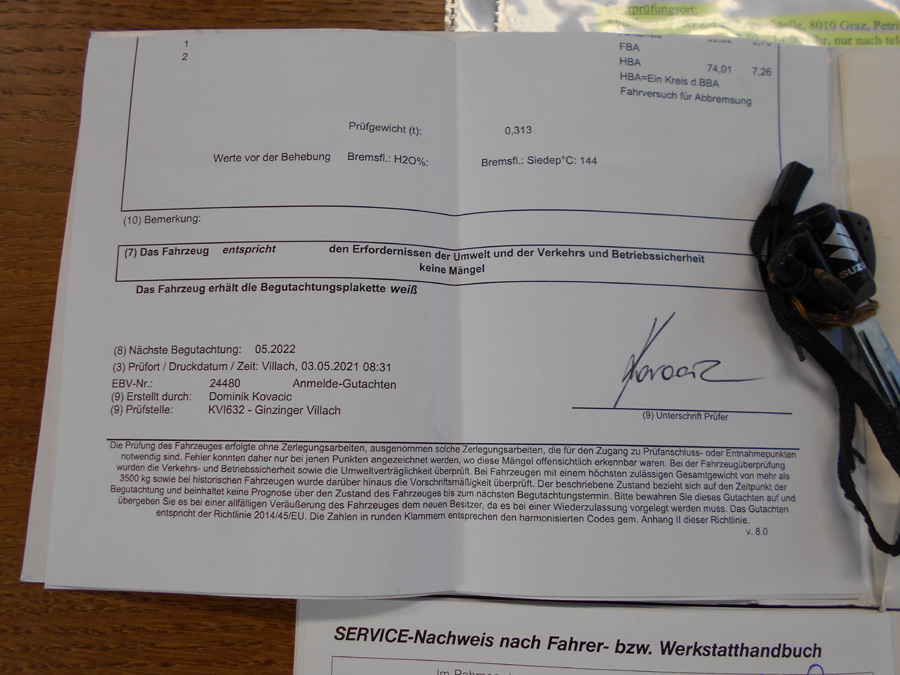 prüfungsort:
stelle, 8010 Graz, Petri
hr, nur nach tel
1
2
FBA
HBA 74,01 7,26
HBA=Ein Kreis d.BBA
Fahrversuch für Abbremsung
Prüfgewicht (t): 0,313
Werte vor der Behebung Bremsfl.: H2O%: Bremsfl.: Siedep°C: 144
(10) Bemerkung:
(7) Das Fahrzeug entspricht den Erfordernissen der Umwelt und der Verkehrs und Betriebssicherheit
keine Mängel
Das Fahrzeug erhält die Begutachtungsplakette weiß
SUZU
(8) Nächste Begutachtung: 05.2022
(3) Prüfort / Druckdatum / Zeit: Villach, 03.05.2021 08:31
EBV-Nr.: 24480 Anmelde-Gutachten
(9) Erstellt durch: Dominik Kovacic
(9) Prüfstelle: KVI632 - Ginzinger Villach
Kovacic
(9) Unterschrift Prüfer
Die Prüfung des Fahrzeuges erfolgte ohne Zerlegungsarbeiten, ausgenommen solche Zerlegungsarbeiten, die für den Zugang zu Prüfanschluss- oder Entnahmepunkten
notwendig sind. Fehler konnten daher nur bei jenen Punkten angezeichnet werden, wo diese Mängel offensichtlich erkennbar waren. Bei der Fahrzeugüberprüfung
wurden die Verkehrs- und Betriebssicherheit sowie die Umweltverträglichkeit überprüft. Bei Fahrzeugen mit einem höchsten zulässigen Gesamtgewicht von mehr als
3500 kg sowie bei historischen Fahrzeugen wurde darüber hinaus die Vorschriftsmäßigkeit überprüft. Der beschriebene Zustand bezieht sich auf den Zeitpunkt der
Begutachtung und beinhaltet keine Prognose über den Zustand des Fahrzeuges bis zum nächsten Begutachtungstermin. Bitte bewahren Sie dieses Gutachten auf und
übergeben Sie es bei einer allfälligen Veräußerung des Fahrzeuges dem neuen Besitzer, da es bei einer Wiederzulassung vorgelegt werden muss. Das Gutachten
entspricht der Richtlinie 2014/45/EU. Die Zahlen in runden Klammern entsprechen den harmonisierten Codes gem. Anhang II dieser Richtlinie.
v. 8.0
SERVICE-Nachweis nach Fahrer- bzw. Werkstatthandbuch